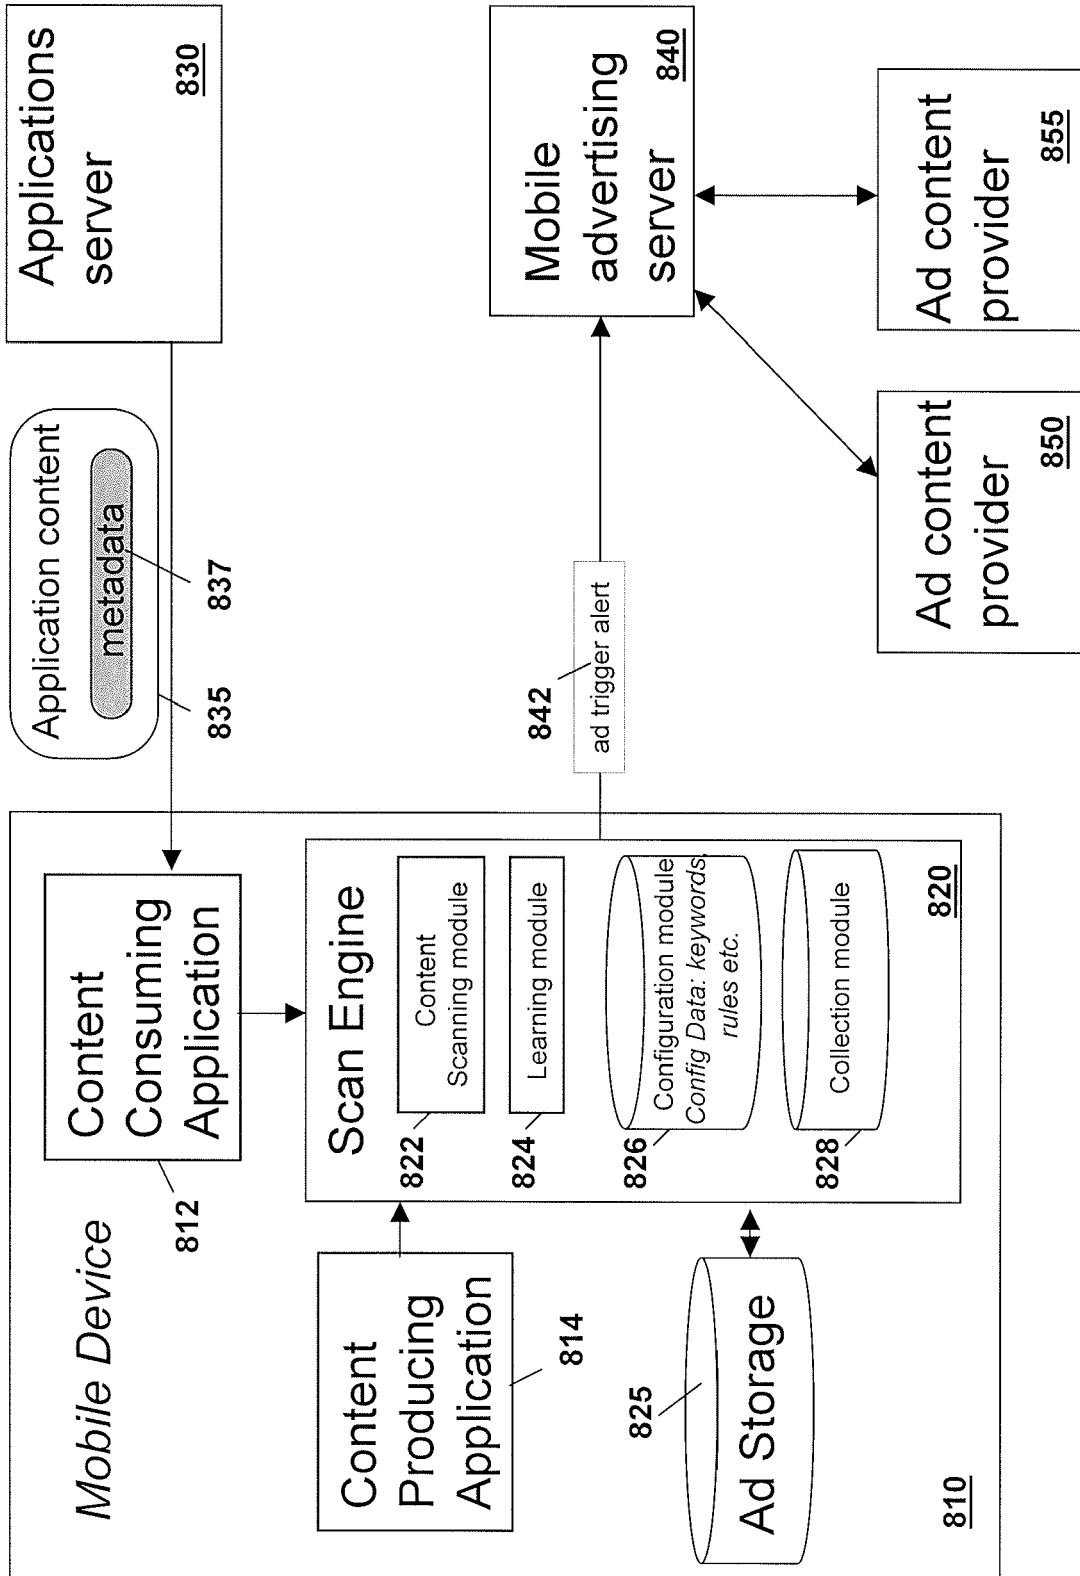 Mobile Device
812
Content
Consuming
Application
Application content
metadata
835
837
Applications
server
830
Content
Producing
Application
814
Scan Engine
822
Content
Scanning module
824
Learning module
826
Configuration module
Config Data: keywords,
rules etc.
828
Collection module
820
825
Ad Storage
810
842
ad trigger alert
Mobile
advertising
server
840
Ad content
provider
850
Ad content
provider
855